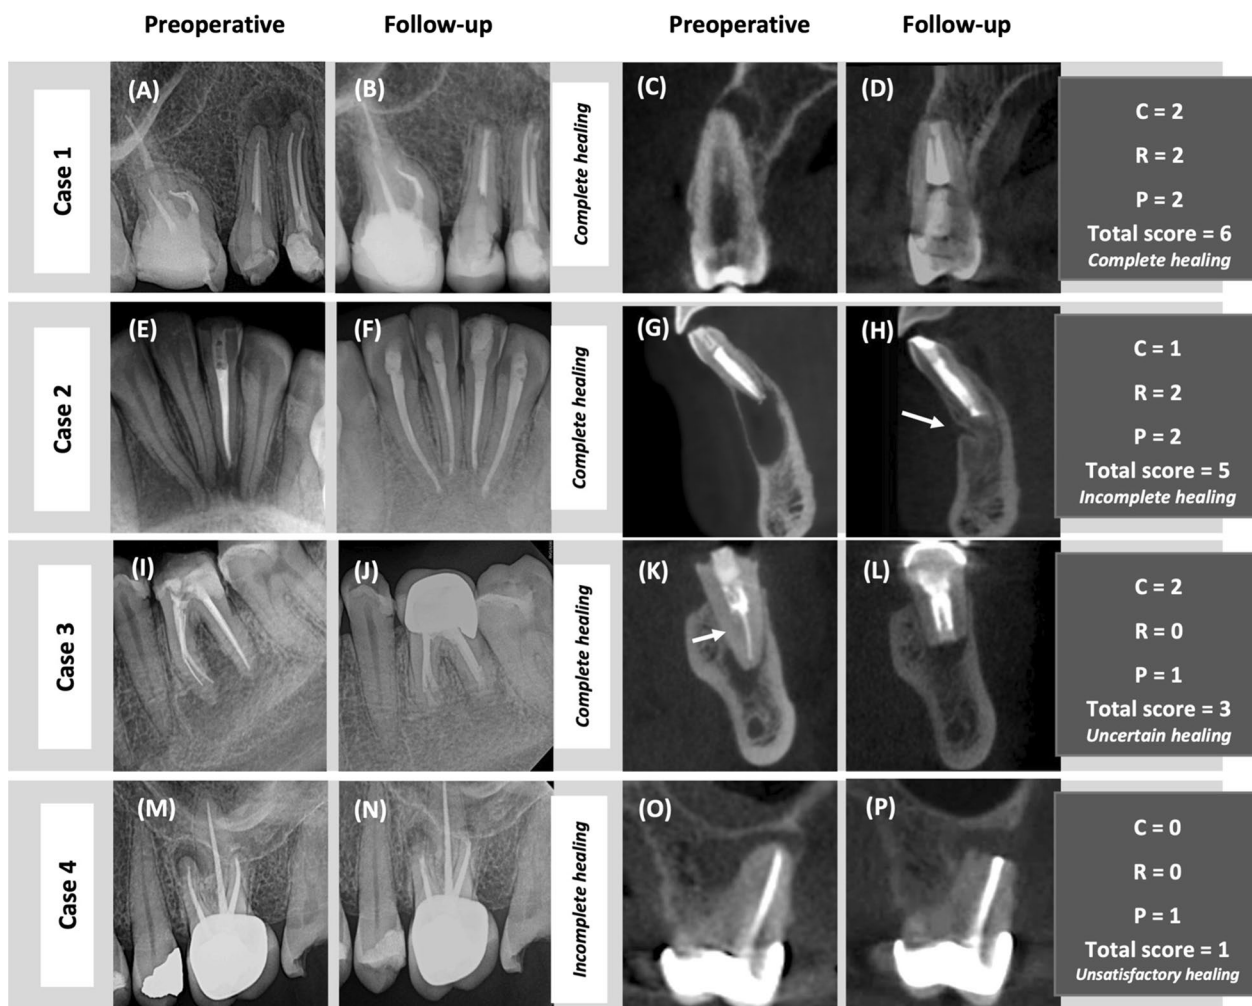 Preoperative
Follow-up
Preoperative
Follow-up
Case 1
(A)
(B)
Complete healing
(C)
(D)
C = 2
R = 2
P = 2
Total score = 6
Complete healing
Case 2
(E)
(F)
Complete healing
(G)
(H)
C = 1
R = 2
P = 2
Total score = 5
Incomplete healing
Case 3
(I)
(J)
Complete healing
(K)
(L)
C = 2
R = 0
P = 1
Total score = 3
Uncertain healing
Case 4
(M)
(N)
Incomplete healing
(O)
(P)
C = 0
R = 0
P = 1
Total score = 1
Unsatisfactory healing